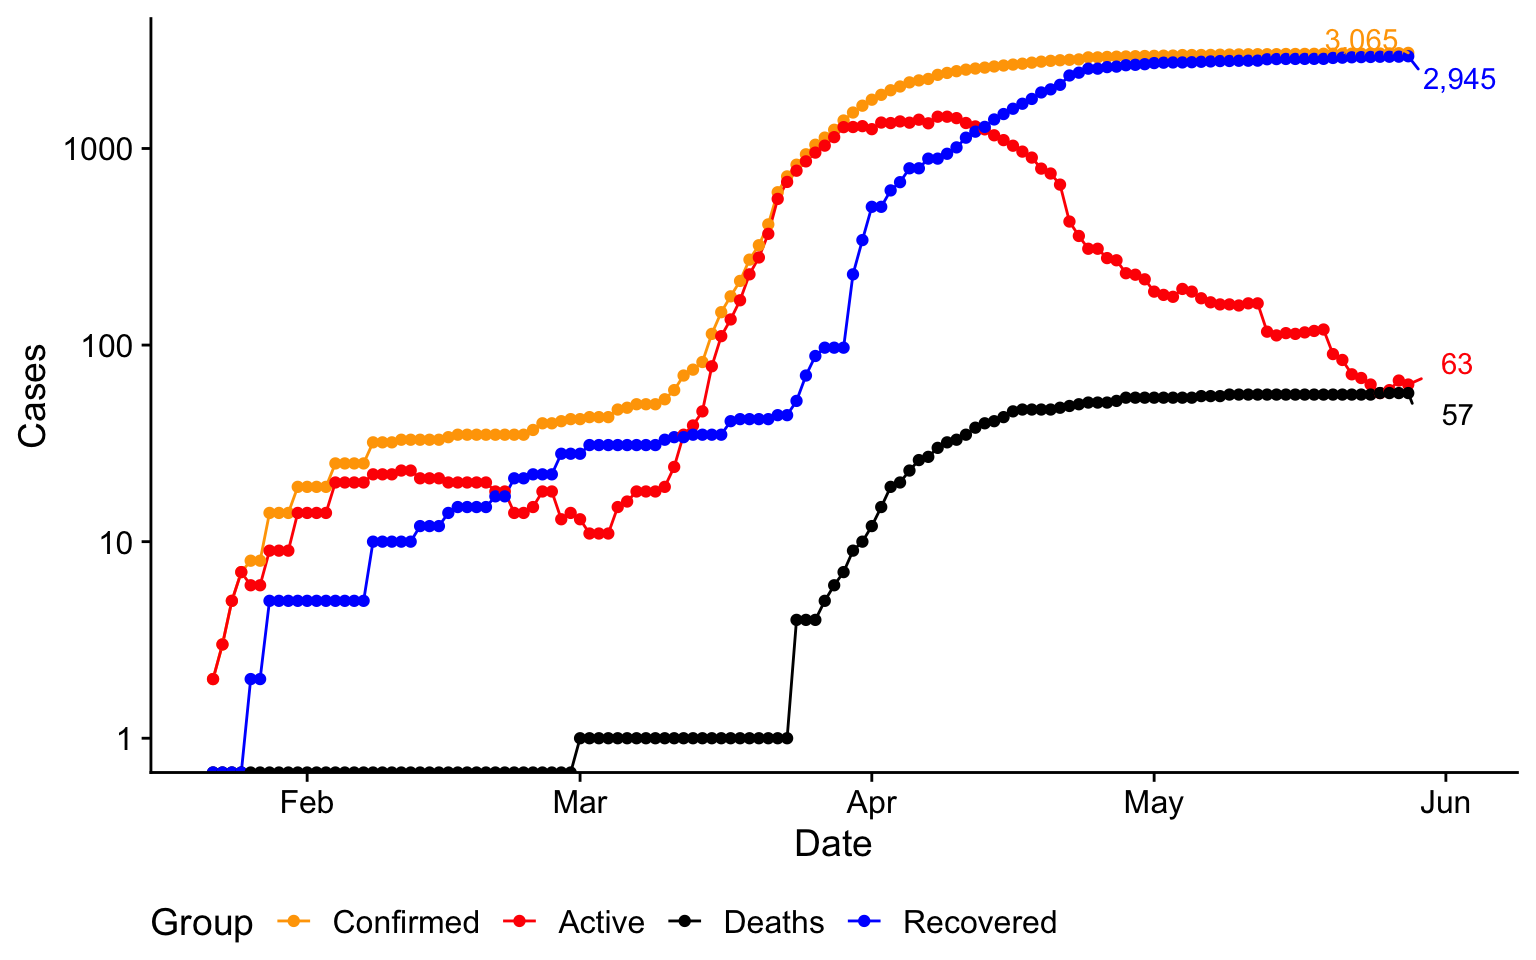 3,065
2,945
1000
100
63
57
10
1
Cases
Feb Mar Apr May Jun
Date
Group Confirmed Active Deaths Recovered